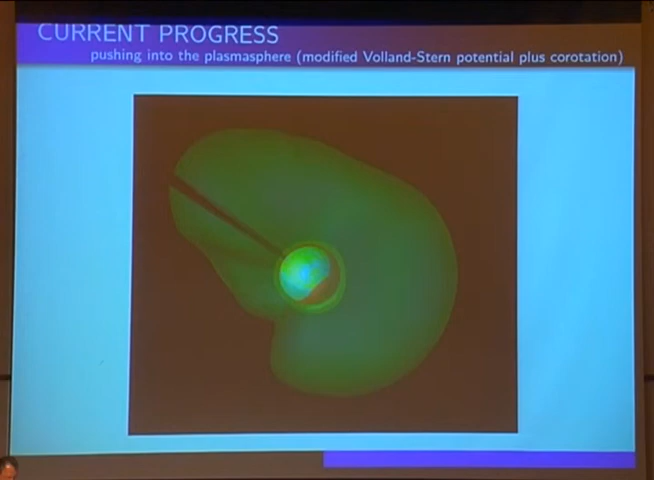 CURRENT PROGRESS
pushing into the plasmasphere (modified Volland-Stern potential plus corotation)